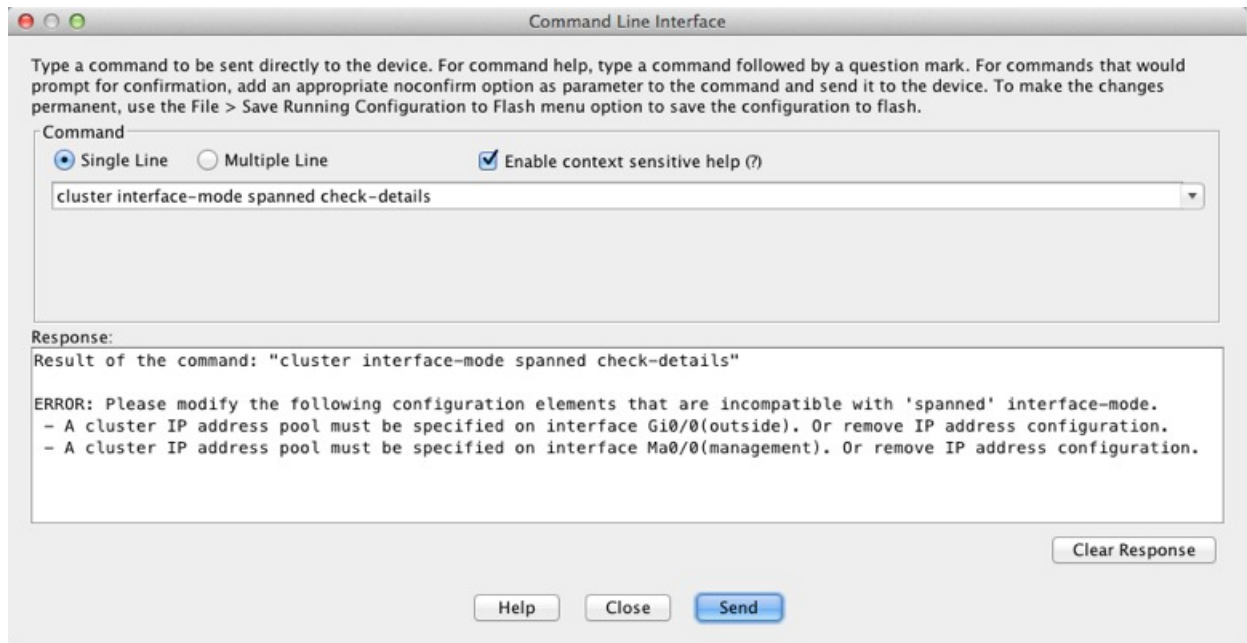 Command Line Interface
Type a command to be sent directly to the device. For command help, type a command followed by a question mark. For commands that would
prompt for confirmation, add an appropriate noconfirm option as parameter to the command and send it to the device. To make the changes
permanent, use the File > Save Running Configuration to Flash menu option to save the configuration to flash.
Command
Single Line Multiple Line Enable context sensitive help (?)
cluster interface-mode spanned check-details
Response:
Result of the command: "cluster interface-mode spanned check-details"
ERROR: Please modify the following configuration elements that are incompatible with 'spanned' interface-mode.
- A cluster IP address pool must be specified on interface Gi0/0(outside). Or remove IP address configuration.
- A cluster IP address pool must be specified on interface Ma0/0(management). Or remove IP address configuration.
Clear Response
Help Close Send